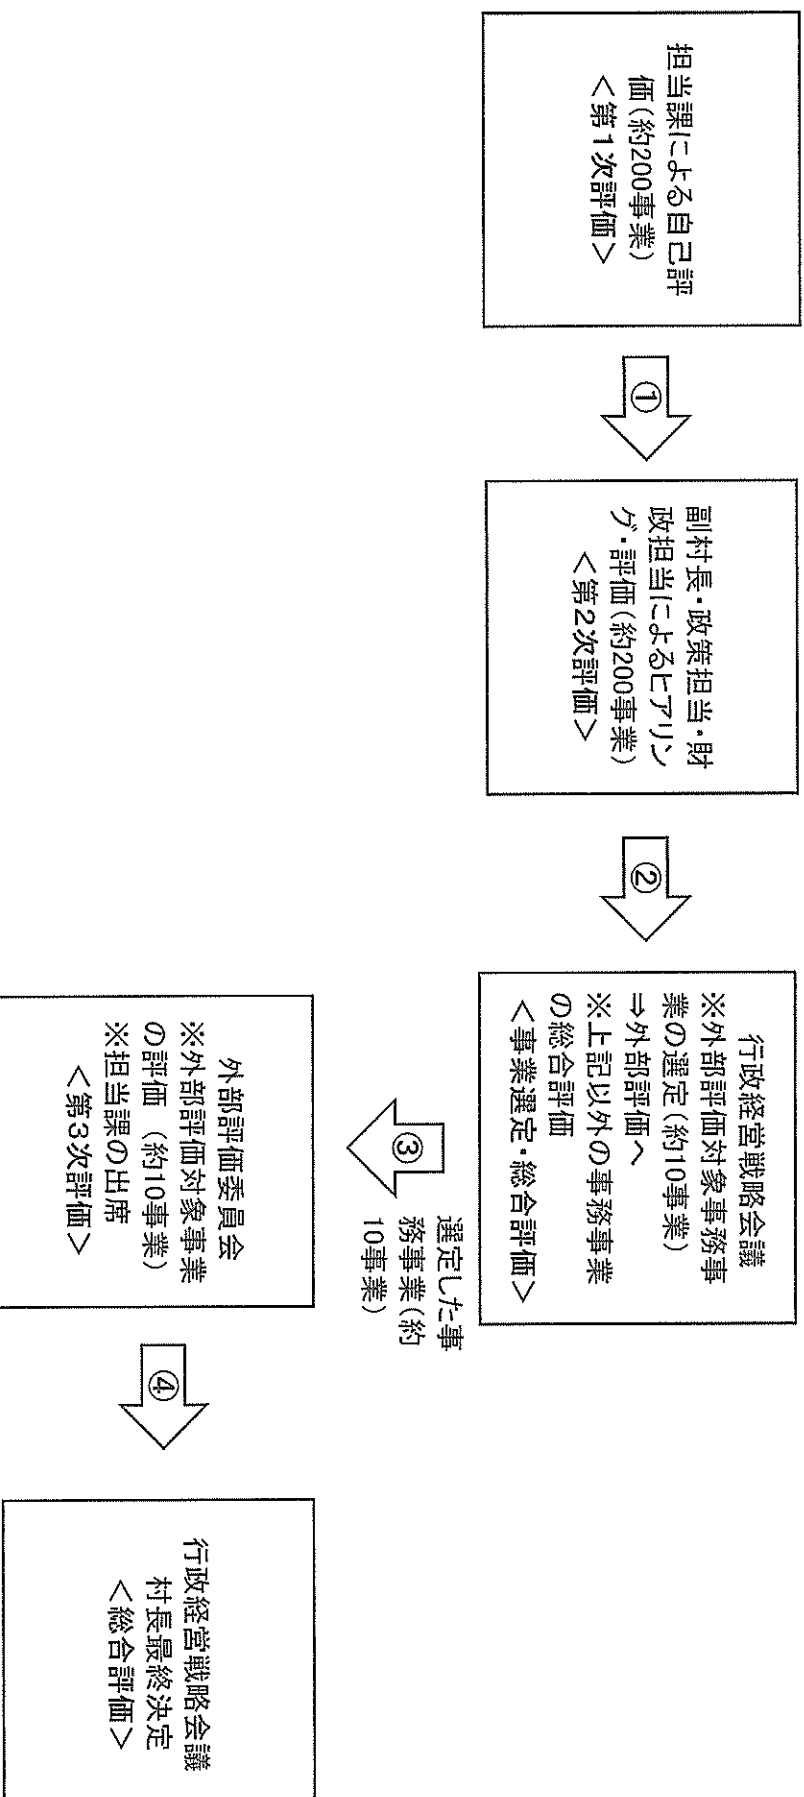 担当課による自己評
価(約200事業)
＜第1次評価＞
①
副村長・政策担当・財
政担当によるヒアリン
グ・評価(約200事業)
＜第2次評価＞
②
行政経営戦略会議
※外部評価対象事務事
業の選定(約10事業)
⇒外部評価へ
※上記以外の事務事業
の総合評価
＜事業選定・総合評価＞
③
選定した事
務事業(約
10事業)
外部評価委員会
※外部評価対象事業
の評価 (約10事業)
※担当課の出席
＜第3次評価＞
④
行政経営戦略会議
村長最終決定
＜総合評価＞